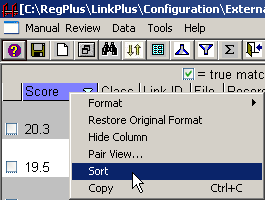 [C:\RegPlus\LinkPlus\Configuration\Externa
Manual Review Data Tools Help
= true matc
Score Class Link ID File Record
Format
Restore Original Format
20.3
Hide Column
Pair View...
19.5
Sort
Copy Ctrl+C